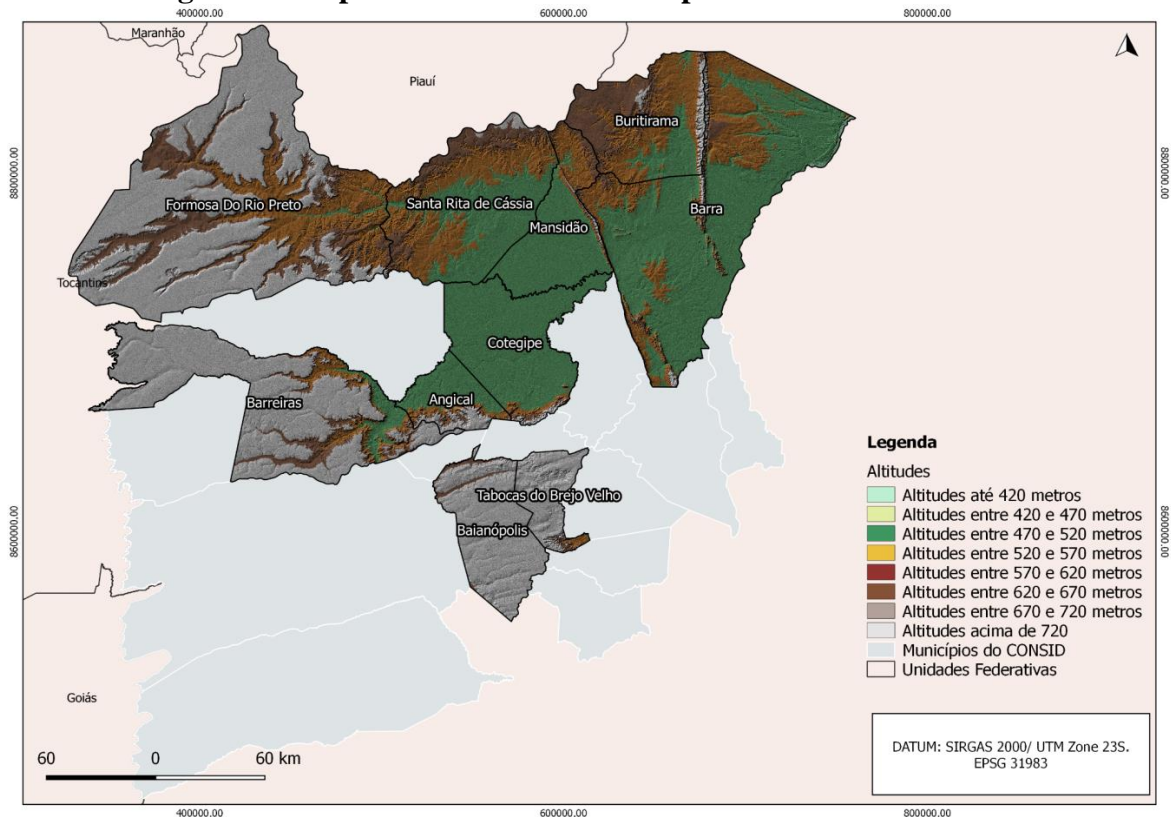 400000.00
600000.00
800000.00
Maranhão
Piauí
Buritirama
8800000.00
8800000.00
Formosa Do Rio Preto
Santa Rita de Cássia
Barra
Mansidão
Tocantins
Cotegipe
Barreiras
Angical
Tabocas do Brejo Velho
Baianópolis
8600000.00
8600000.00
Goiás
Legenda
Altitudes
Altitudes até 420 metros
Altitudes entre 420 e 470 metros
Altitudes entre 470 e 520 metros
Altitudes entre 520 e 570 metros
Altitudes entre 570 e 620 metros
Altitudes entre 620 e 670 metros
Altitudes entre 670 e 720 metros
Altitudes acima de 720
Municípios do CONSID
Unidades Federativas
DATUM: SIRGAS 2000/ UTM Zone 23S.
EPSG 31983
60 0 60 km
400000.00
600000.00
800000.00